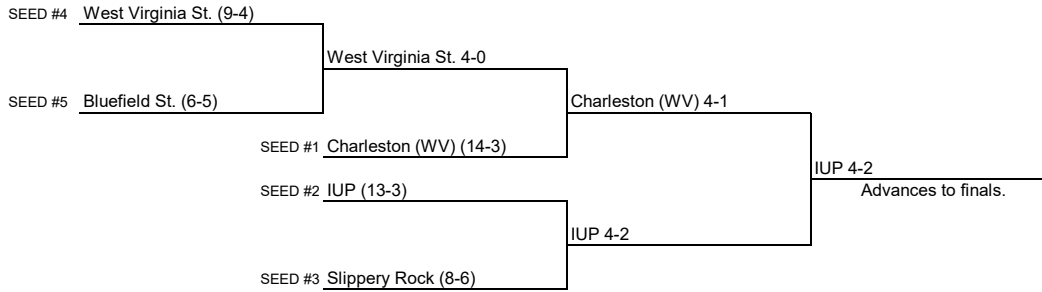 SEED #4 West Virginia St. (9-4)
West Virginia St. 4-0
SEED #5 Bluefield St. (6-5)
Charleston (WV) 4-1
SEED #1 Charleston (WV) (14-3)
IUP 4-2
Advances to finals.
SEED #2 IUP (13-3)
IUP 4-2
SEED #3 Slippery Rock (8-6)